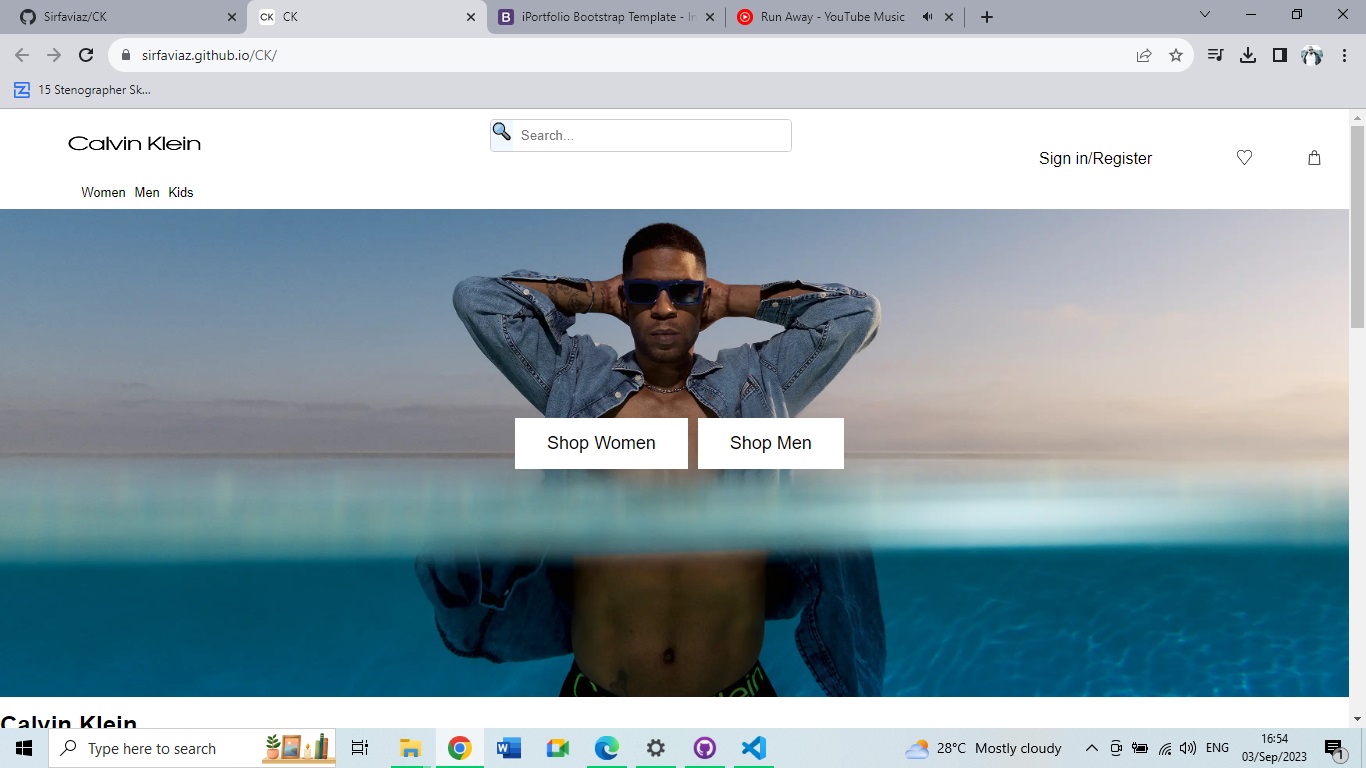 Sirfaviaz/CK
CK
CK
iPortfolio Bootstrap Template - In
Run Away - YouTube Music
sirfaviaz.github.io/CK/
15 Stenographer Sk...
Calvin Klein
Search...
Sign in/Register
Women Men Kids
Shop Women
Shop Men
Calvin Klein
Type here to search
28°C Mostly cloudy
ENG
16:54
03/Sep/2023
1